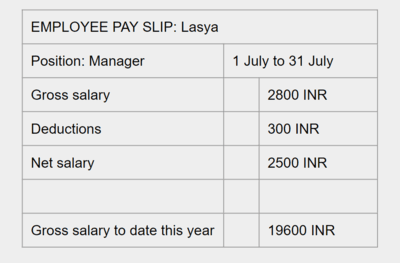 EMPLOYEE PAY SLIP: Lasya
Position: Manager 1 July to 31 July
Gross salary 2800 INR
Deductions 300 INR
Net salary 2500 INR
Gross salary to date this year 19600 INR